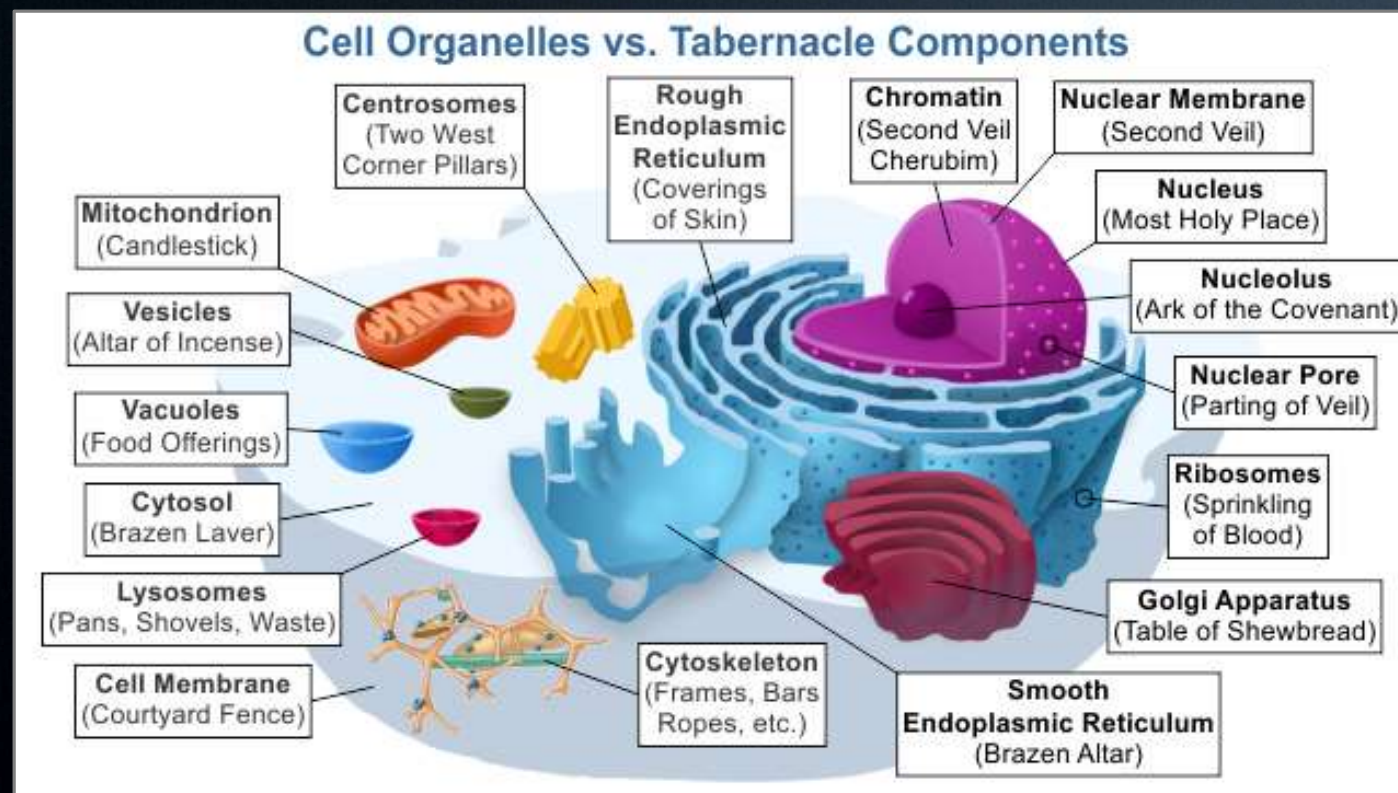 Cell Organelles vs. Tabernacle Components
Centrosomes
(Two West
Corner Pillars)
Rough
Endoplasmic
Reticulum
(Coverings
of Skin)
Chromatin
(Second Veil
Cherubim)
Nuclear Membrane
(Second Veil)
Mitochondrion
(Candlestick)
Nucleus
(Most Holy Place)
Vesicles
(Altar of Incense)
Nucleolus
(Ark of the Covenant)
Vacuoles
(Food Offerings)
Nuclear Pore
(Parting of Veil)
Cytosol
(Brazen Laver)
Ribosomes
(Sprinkling
of Blood)
Lysosomes
(Pans, Shovels, Waste)
Golgi Apparatus
(Table of Shewbread)
Cell Membrane
(Courtyard Fence)
Cytoskeleton
(Frames, Bars
Ropes, etc.)
Smooth
Endoplasmic Reticulum
(Brazen Altar)